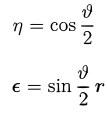 η = cos ϑ/2
ϵ = sin ϑ/2 r